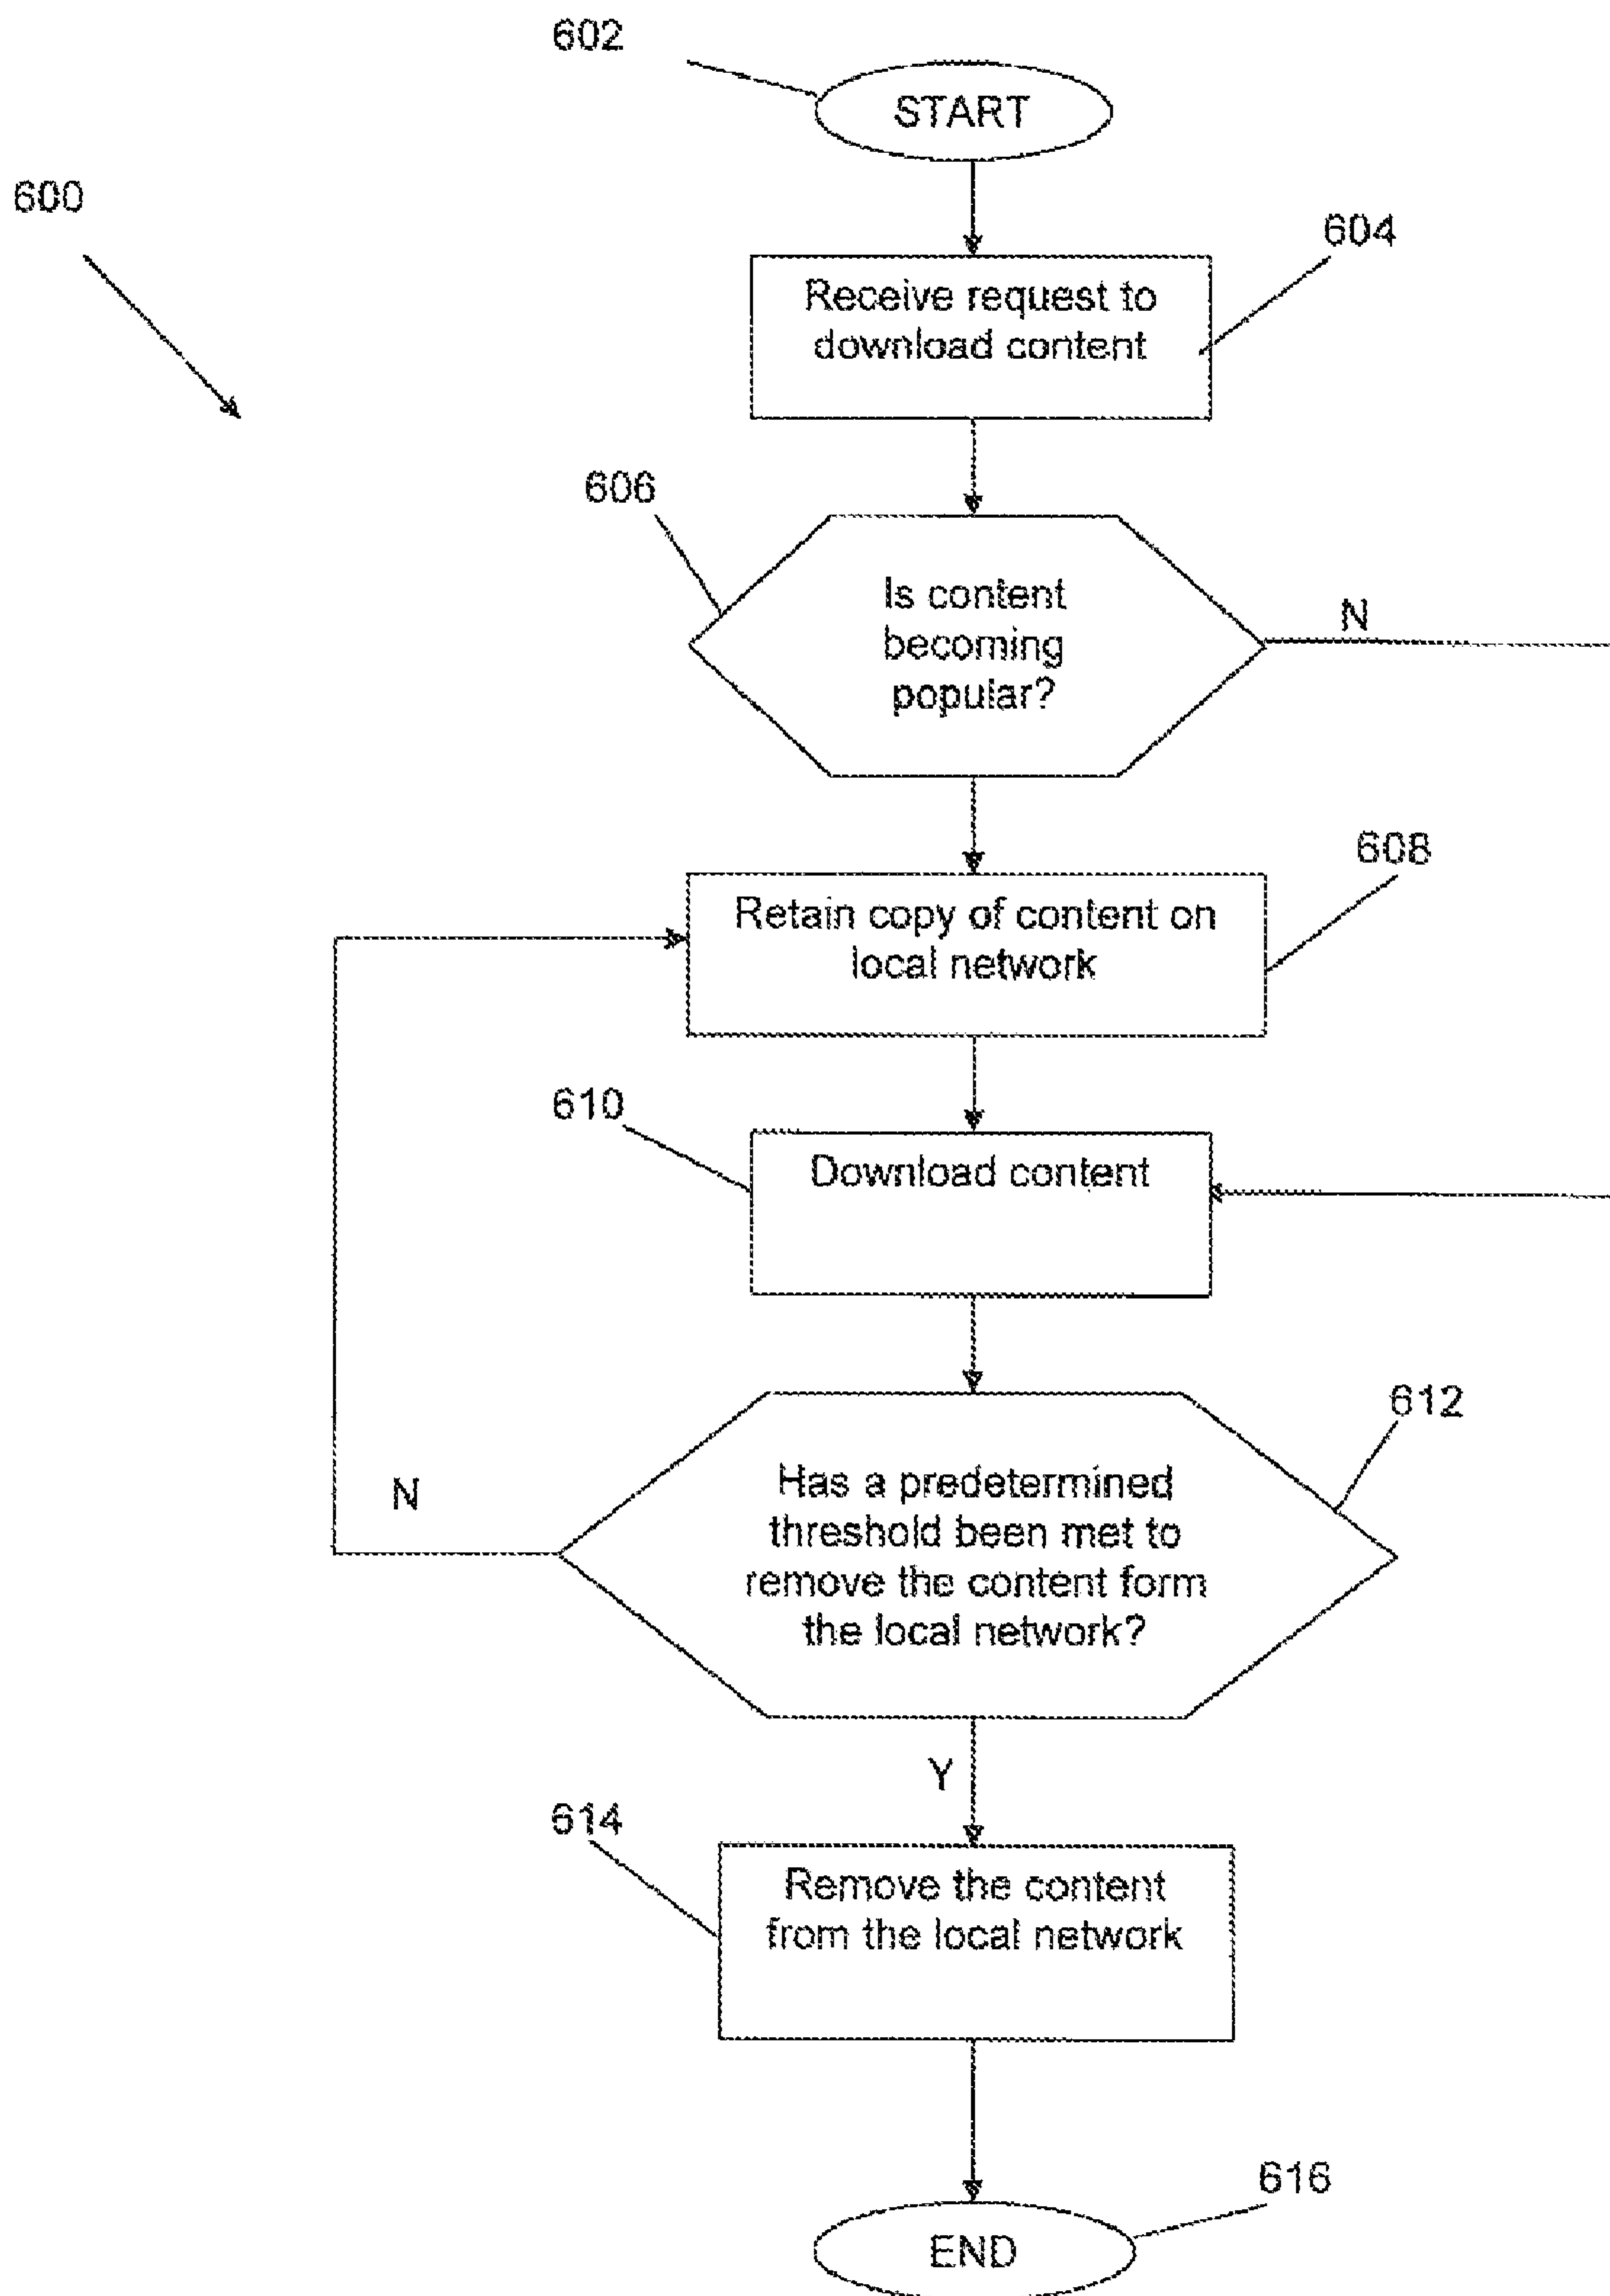 602
START
600
604
Receive request to
download content
606
Is content
becoming
popular?
N
608
Retain copy of content on
local network
610
Download content
612
Has a predetermined
threshold been met to
remove the content form
the local network?
N
Y
614
Remove the content
from the local network
616
END